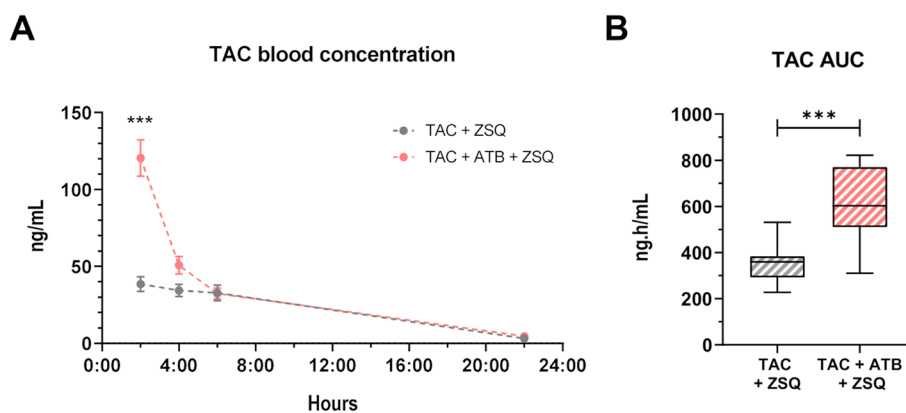 A
TAC blood concentration
150
100
50
0
ng/mL
***
TAC + ZSQ
TAC + ATB + ZSQ
0:00 4:00 8:00 12:00 16:00 20:00 24:00
Hours
B
TAC AUC
1000
800
600
400
200
0
ng.h/mL
***
TAC
+ ZSQ
TAC + ATB
+ ZSQ